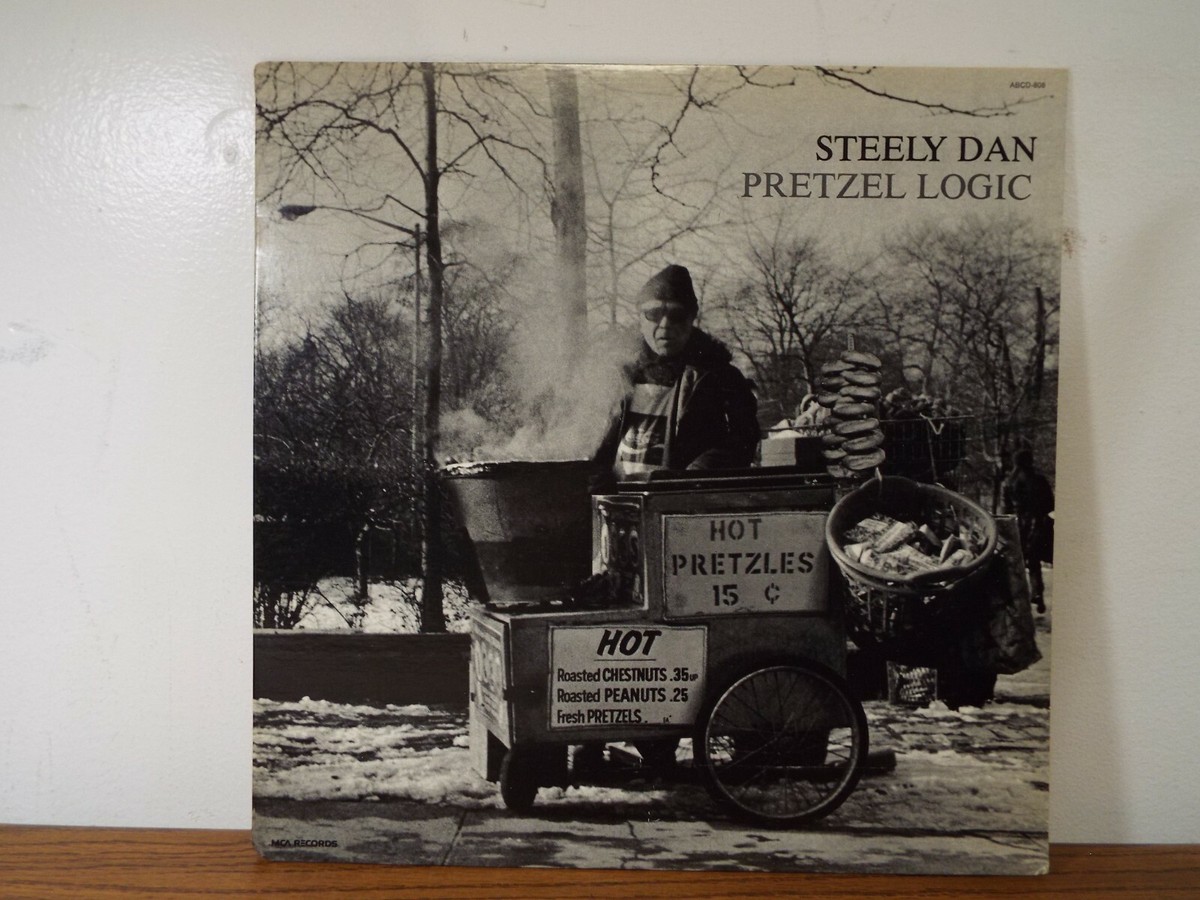 ABCD-808
STEELY DAN
PRETZEL LOGIC
HOT
PRETZLES
15 ¢
HOT
Roasted CHESTNUTS .35 UP
Roasted PEANUTS .25
Fresh PRETZELS .
MCA RECORDS